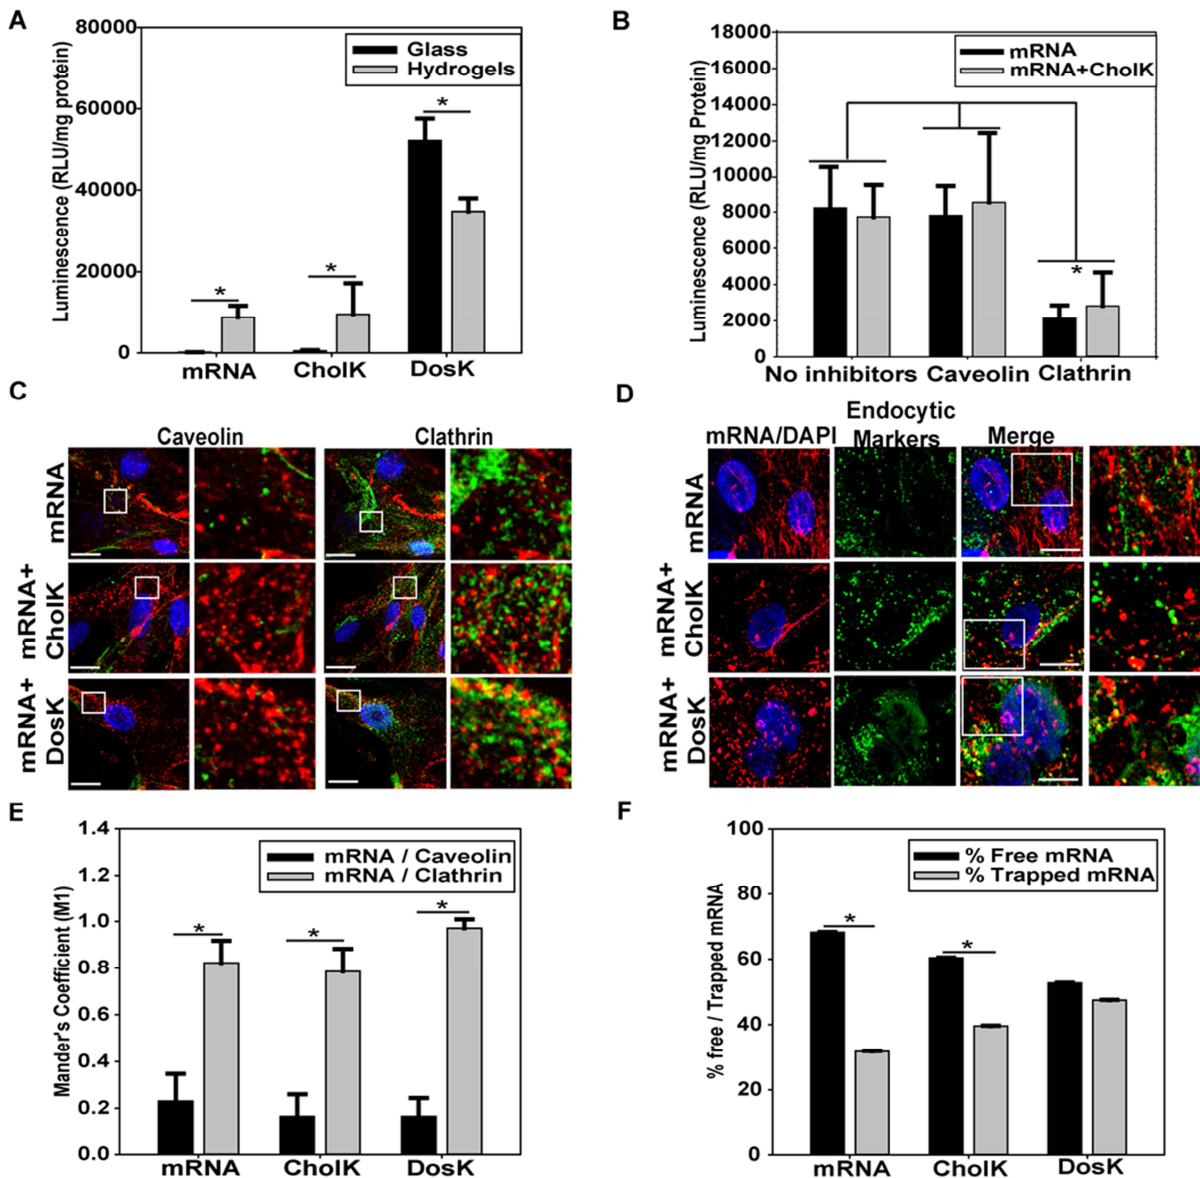 A
Luminescence (RLU/mg protein)
80000
60000
40000
20000
0
Glass
Hydrogels
*
*
*
mRNA
CholK
DosK
B
Luminescence (RLU/mg Protein)
18000
16000
14000
12000
10000
8000
6000
4000
2000
0
mRNA
mRNA+CholK
*
No inhibitors
Caveolin
Clathrin
C
Caveolin
Clathrin
mRNA
mRNA+
CholK
mRNA+
DosK
D
Endocytic
mRNA/DAPI
Markers
Merge
mRNA
mRNA+
CholK
mRNA+
DosK
E
Mander's Coefficient (M1)
1.4
1.2
1.0
0.8
0.6
0.4
0.2
0.0
mRNA / Caveolin
mRNA / Clathrin
*
*
*
mRNA
CholK
DosK
F
% free / Trapped mRNA
100
80
60
40
20
0
% Free mRNA
% Trapped mRNA
*
*
mRNA
CholK
DosK